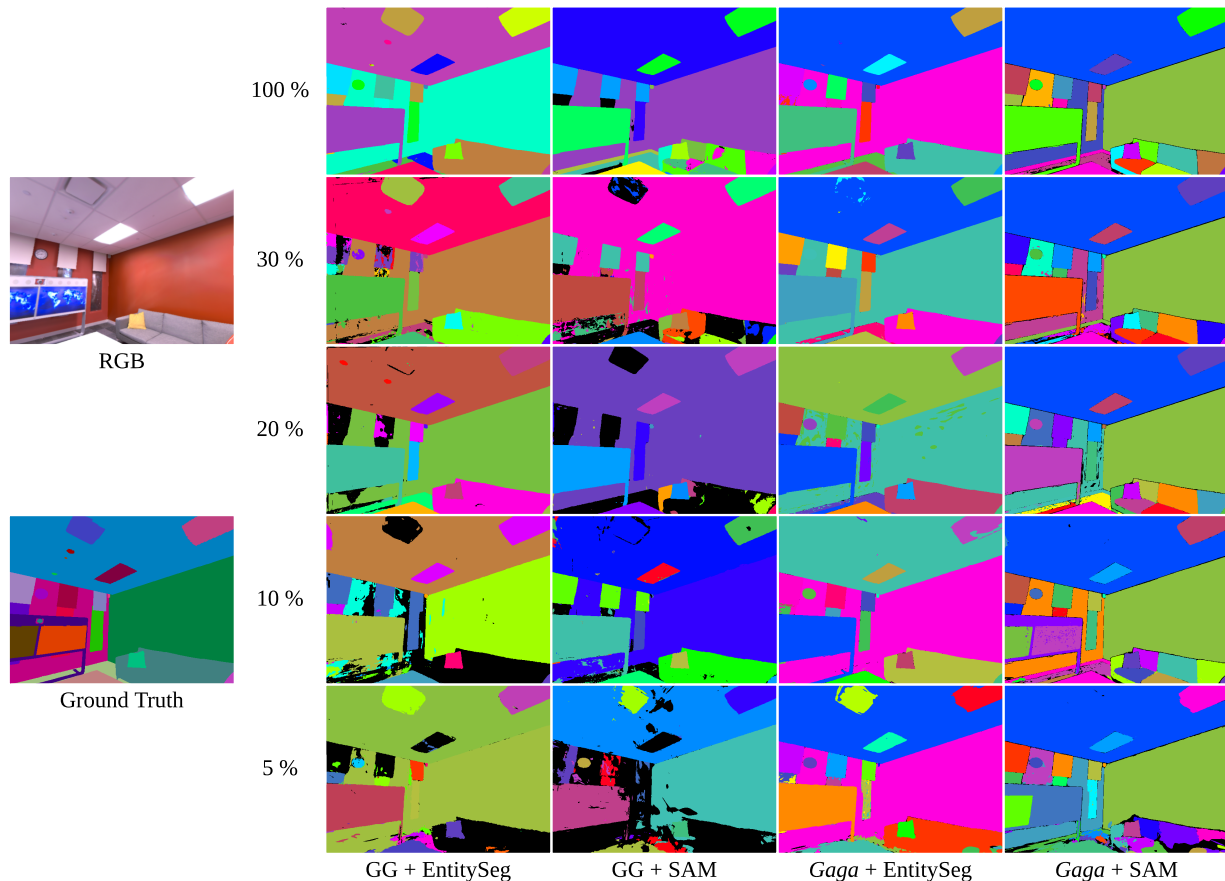 100 %
30 %
RGB
20 %
10 %
Ground Truth
5 %
GG + EntitySeg
GG + SAM
Gaga + EntitySeg
Gaga + SAM